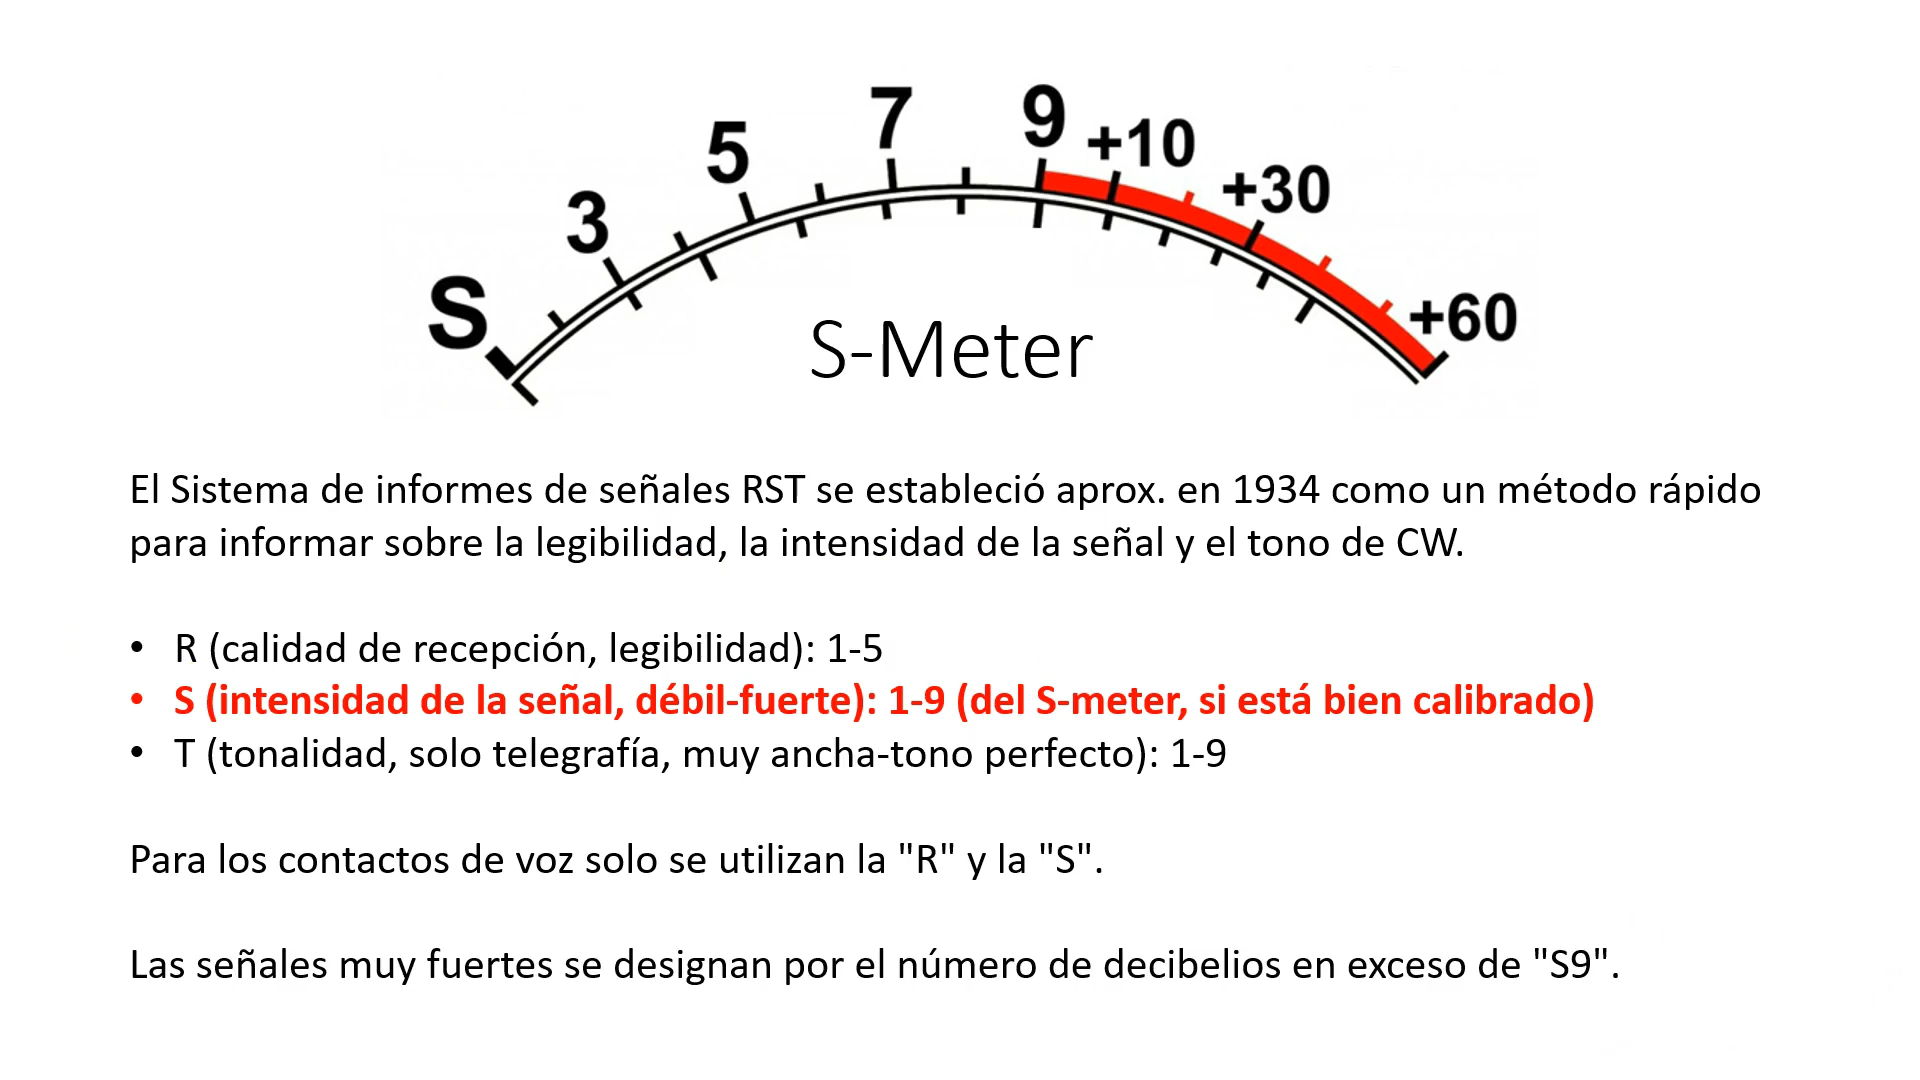 S 3 5 7 9 +10 +30 +60
S-Meter
El Sistema de informes de señales RST se estableció aprox. en 1934 como un método rápido
para informar sobre la legibilidad, la intensidad de la señal y el tono de CW.
• R (calidad de recepción, legibilidad): 1-5
• S (intensidad de la señal, débil-fuerte): 1-9 (del S-meter, si está bien calibrado)
• T (tonalidad, solo telegrafía, muy ancha-tono perfecto): 1-9
Para los contactos de voz solo se utilizan la "R" y la "S".
Las señales muy fuertes se designan por el número de decibelios en exceso de "S9".